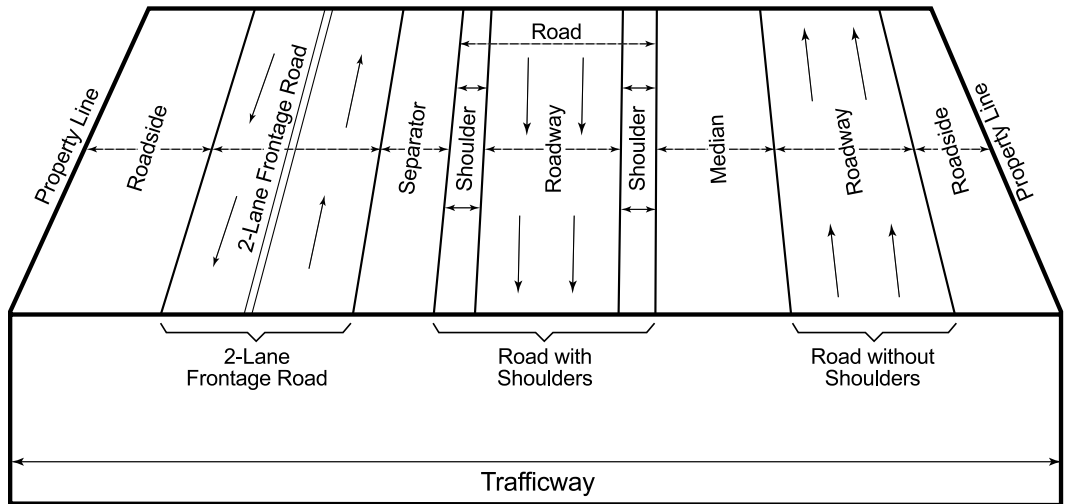 Road
Property Line
Roadside
2-Lane Frontage Road
Separator
Shoulder
Roadway
Shoulder
Median
Roadway
Roadside
Property Line
2-Lane
Frontage Road
Road with
Shoulders
Road without
Shoulders
Trafficway